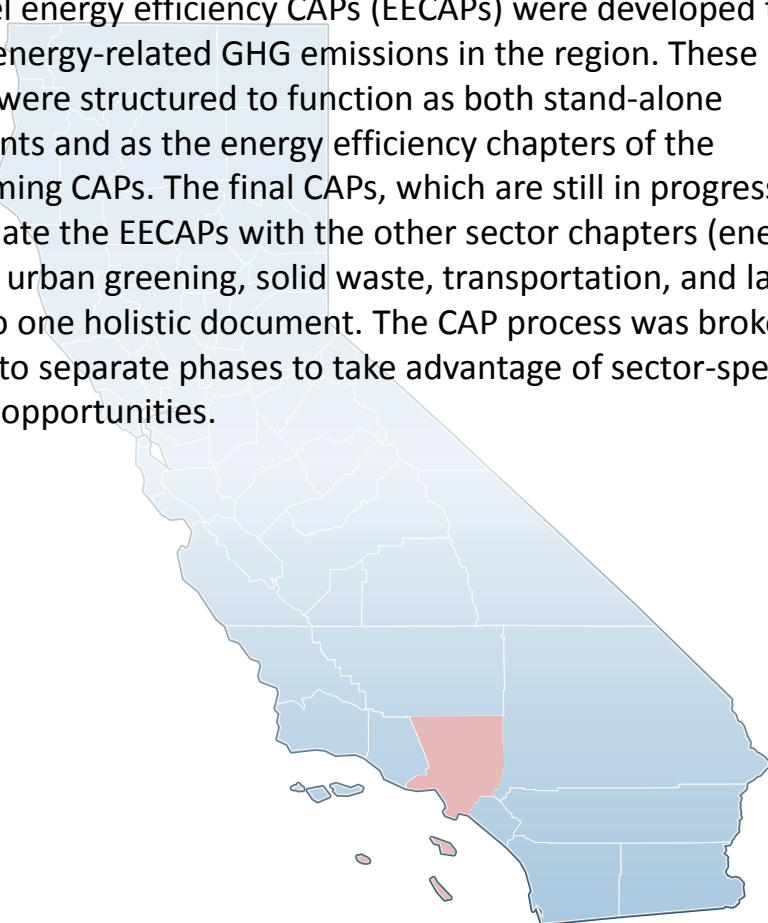 el energy efficiency CAPs (EECAPs) were developed t
energy-related GHG emissions in the region. These
were structured to function as both stand-alone
nts and as the energy efficiency chapters of the
ming CAPs. The final CAPs, which are still in progress
ate the EECAPs with the other sector chapters (ene
urban greening, solid waste, transportation, and la
o one holistic document. The CAP process was broke
to separate phases to take advantage of sector-spe
opportunities.